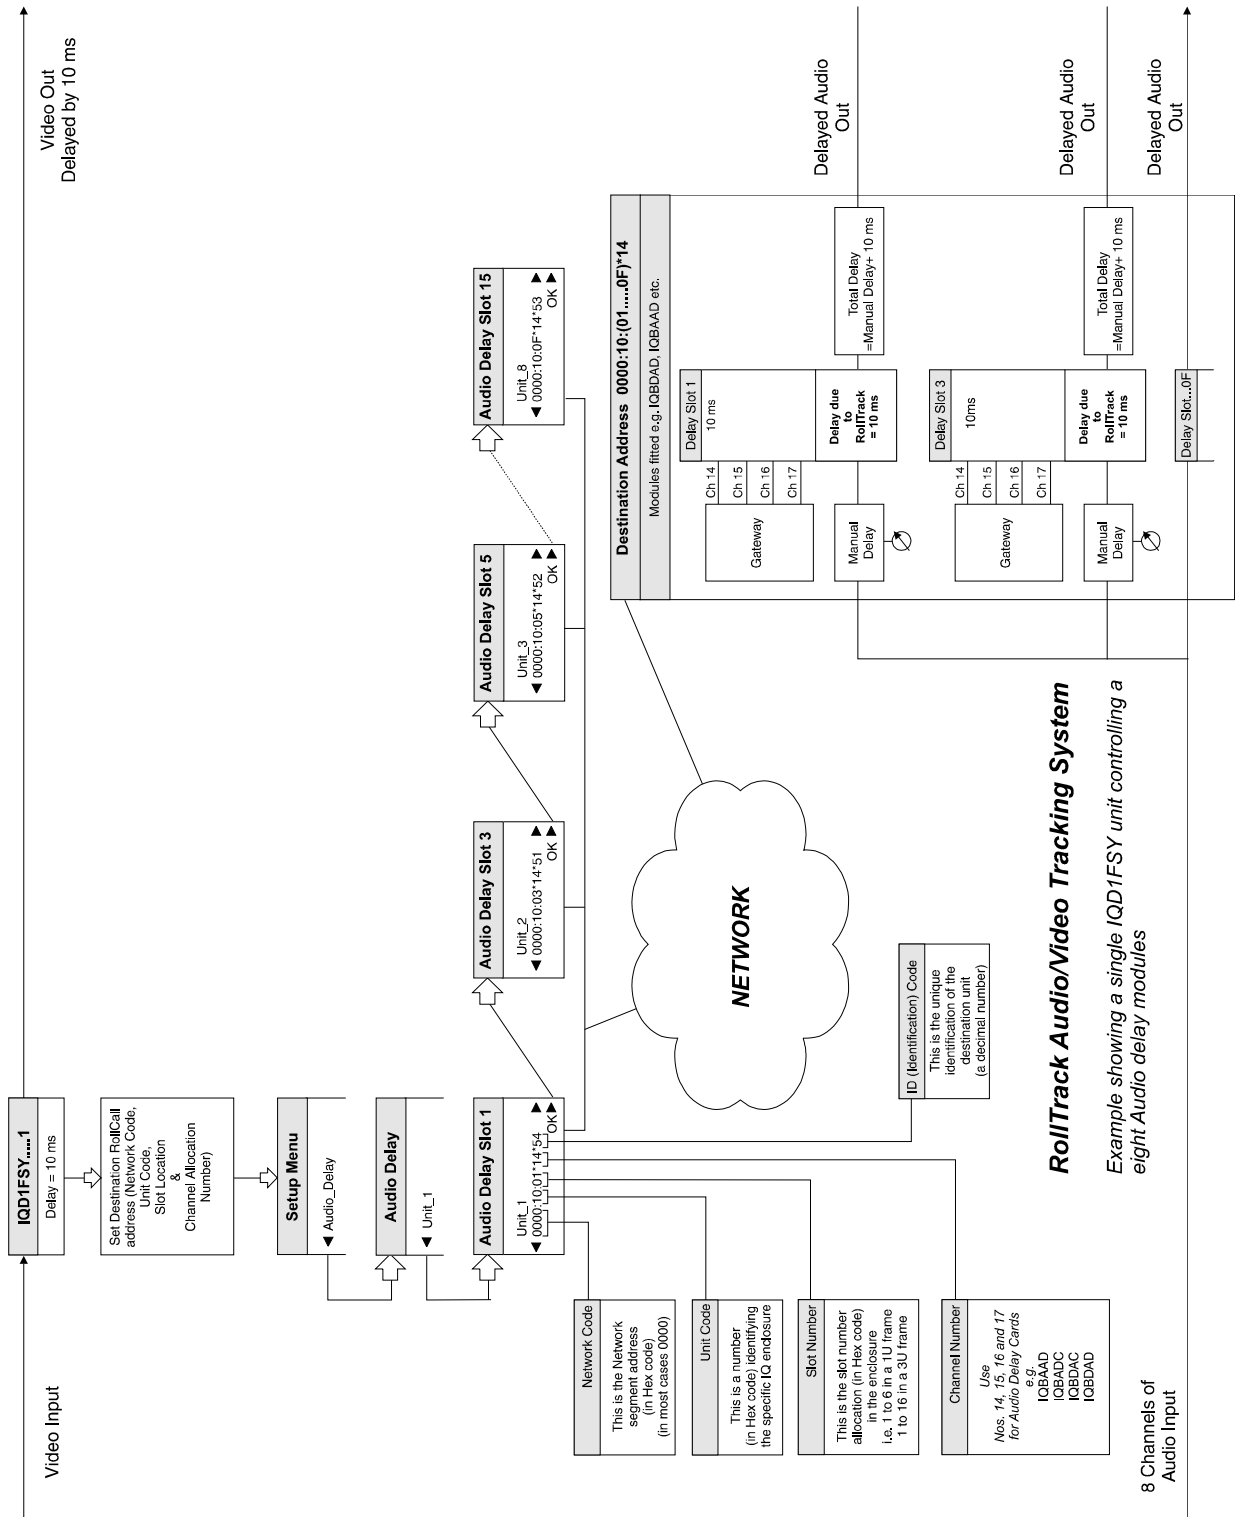 Video Input
IQD1FSY.....1
Delay = 10 ms
Video Out
Delayed by 10 ms
Set Destination RollCall
address (Network Code,
Unit Code,
Slot Location
&
Channel Allocation
Number)
Setup Menu
Audio_Delay
Audio Delay
Unit_1
Audio Delay Slot 1
Unit_1
0000:10:01*14*54
OK
Audio Delay Slot 3
Unit_2
0000:10:03*14*51
OK
Audio Delay Slot 5
Unit_3
0000:10:05*14*52
OK
Audio Delay Slot 15
Unit_8
0000:10:0F*14*53
OK
Network Code
This is the Network
segment address
(in Hex code)
(in most cases 0000)
Unit Code
This is a number
(in Hex code) identifying
the specific IQ enclosure
Slot Number
This is the slot number
allocation (in Hex code)
in the enclosure
i.e. 1 to 6 in a 1U frame
1 to 16 in a 3U frame
Channel Number
Use
Nos. 14, 15, 16 and 17
for Audio Delay Cards
e.g.
IQBAAD
IQBADC
IQBDAC
IQBDAD
ID (Identification) Code
This is the unique
identification of the
destination unit
(a decimal number)
NETWORK
Destination Address 0000:10:(01.....0F)*14
Modules fitted e.g. IQBDAD, IQBAAD etc.
Gateway
Ch 14
Ch 15
Ch 16
Ch 17
Delay Slot 1
10 ms
Manual
Delay
Delay due
to
RollTrack
= 10 ms
Total Delay
=Manual Delay+ 10 ms
Delayed Audio
Out
Gateway
Ch 14
Ch 15
Ch 16
Ch 17
Delay Slot 3
10ms
Manual
Delay
Delay due
to
RollTrack
= 10 ms
Total Delay
=Manual Delay+ 10 ms
Delayed Audio
Out
Delay Slot...0F
Delayed Audio
Out
RollTrack Audio/Video Tracking System
Example showing a single IQD1FSY unit controlling a
eight Audio delay modules
8 Channels of
Audio Input